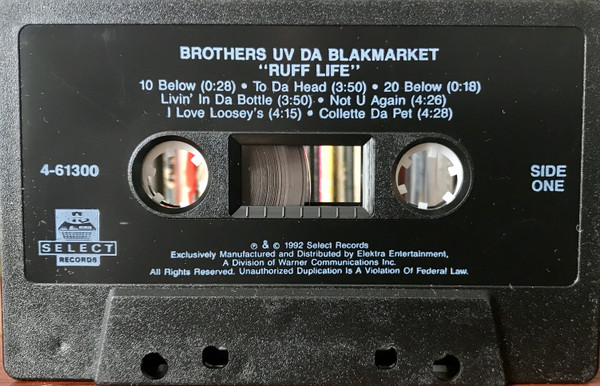 BROTHERS UV DA BLAKMARKET
"RUFF LIFE"
10 Below (0:28) • To Da Head (3:50) • 20 Below (0:18)
Livin' In Da Bottle (3:50) • Not U Again (4:26)
I Love Loosey's (4:15) • Collette Da Pet (4:28)
4-61300
SIDE
ONE
SELECT
RECORDS
℗ & © 1992 Select Records
Exclusively Manufactured and Distributed by Elektra Entertainment,
A Division of Warner Communications Inc.
All Rights Reserved. Unauthorized Duplication Is A Violation Of Federal Law.